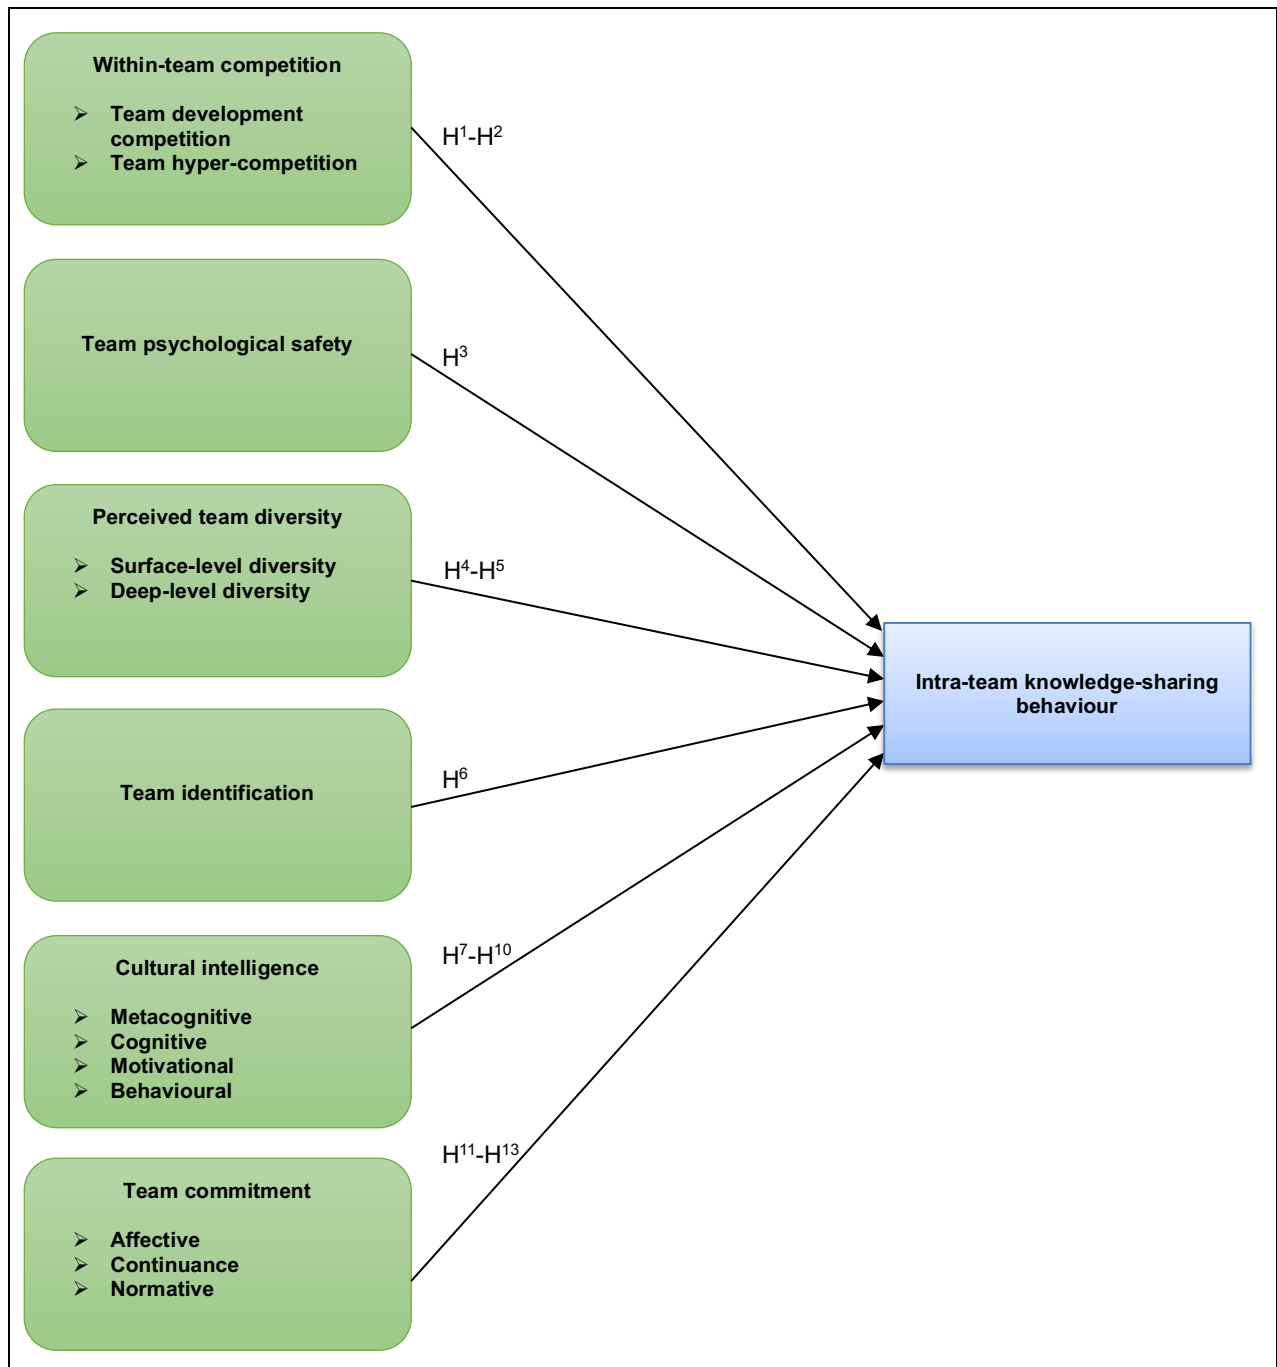 Within-team competition
➢ Team development
competition
➢ Team hyper-competition
H¹-H²
Team psychological safety
H³
Perceived team diversity
➢ Surface-level diversity
➢ Deep-level diversity
H⁴-H⁵
Intra-team knowledge-sharing
behaviour
Team identification
H⁶
Cultural intelligence
➢ Metacognitive
➢ Cognitive
➢ Motivational
➢ Behavioural
H⁷-H¹⁰
Team commitment
➢ Affective
➢ Continuance
➢ Normative
H¹¹-H¹³